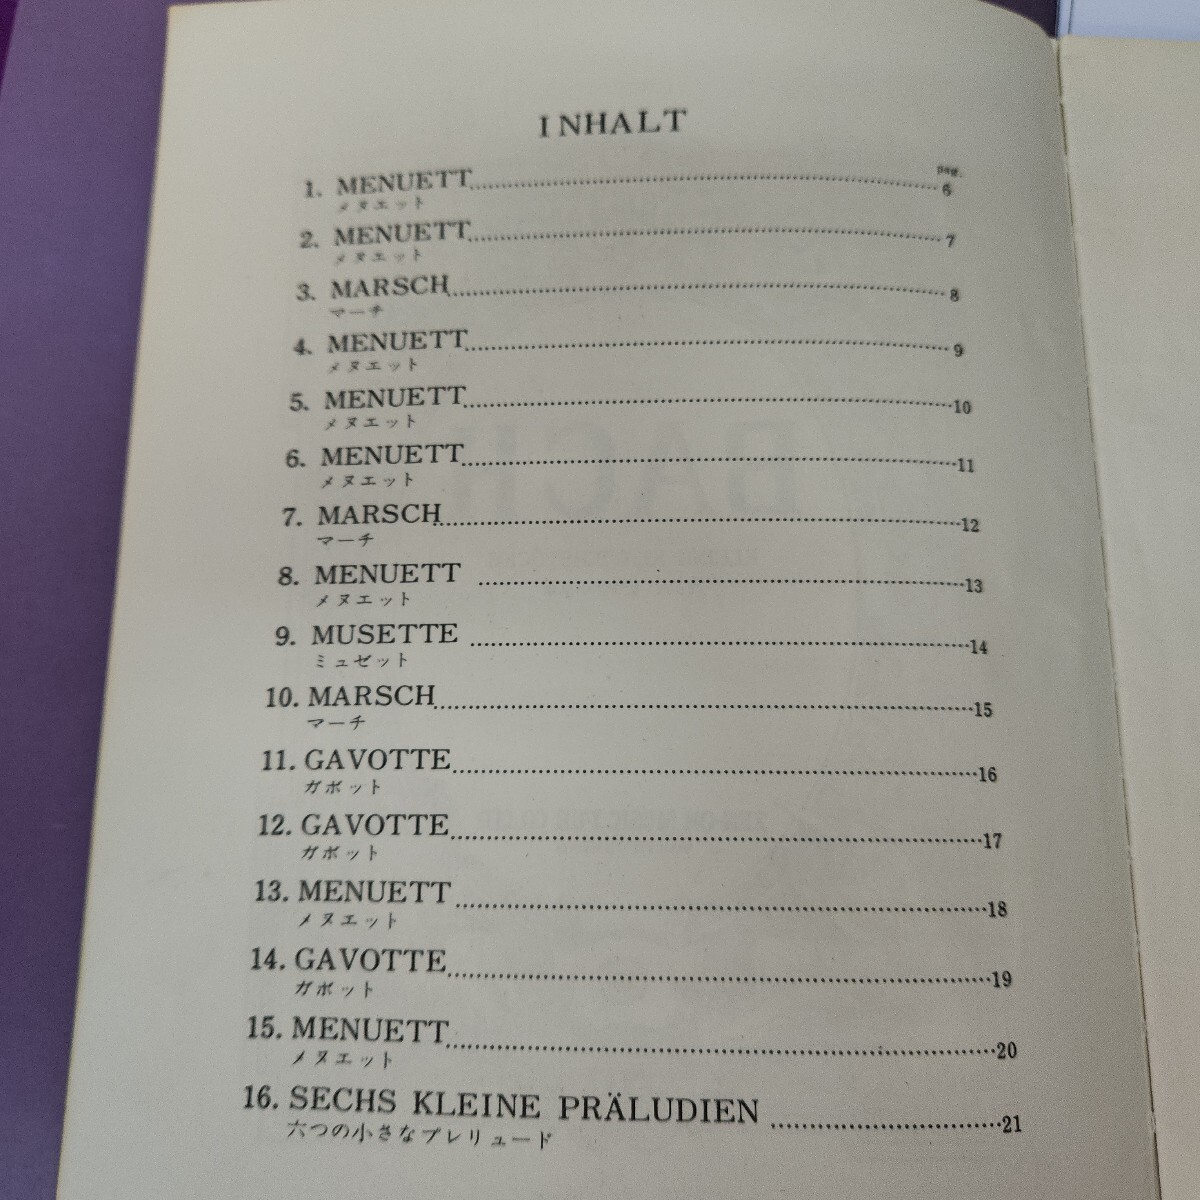 INHALT
page.
1. MENUETT 6
メヌエット
2. MENUETT 7
メヌエット
3. MARSCH 8
マーチ
4. MENUETT 9
メヌエット
5. MENUETT 10
メヌエット
6. MENUETT 11
メヌエット
7. MARSCH 12
マーチ
8. MENUETT 13
メヌエット
9. MUSETTE 14
ミュゼット
10. MARSCH 15
マーチ
11. GAVOTTE 16
ガボット
12. GAVOTTE 17
ガボット
13. MENUETT 18
メヌエット
14. GAVOTTE 19
ガボット
15. MENUETT 20
メヌエット
16. SECHS KLEINE PRÄLUDIEN 21
六つの小さなプレリュード